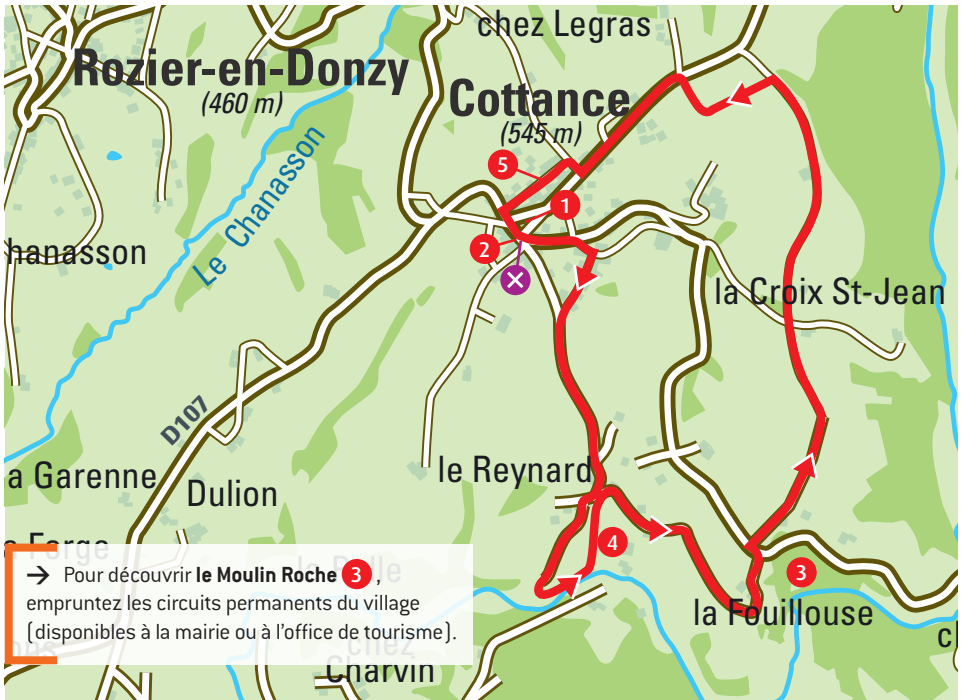 chez Legras
Rozier-en-Donzy
(460 m)
Cottance
(545 m)
Le Chanasson
5
1
2
hanasson
la Croix St-Jean
D107
le Reynard
a Garenne
Dulion
4
3
la Fouillouse
→ Pour découvrir le Moulin Roche 3 ,
empruntez les circuits permanents du village
(disponibles à la mairie ou à l'office de tourisme).
chez
Charvin